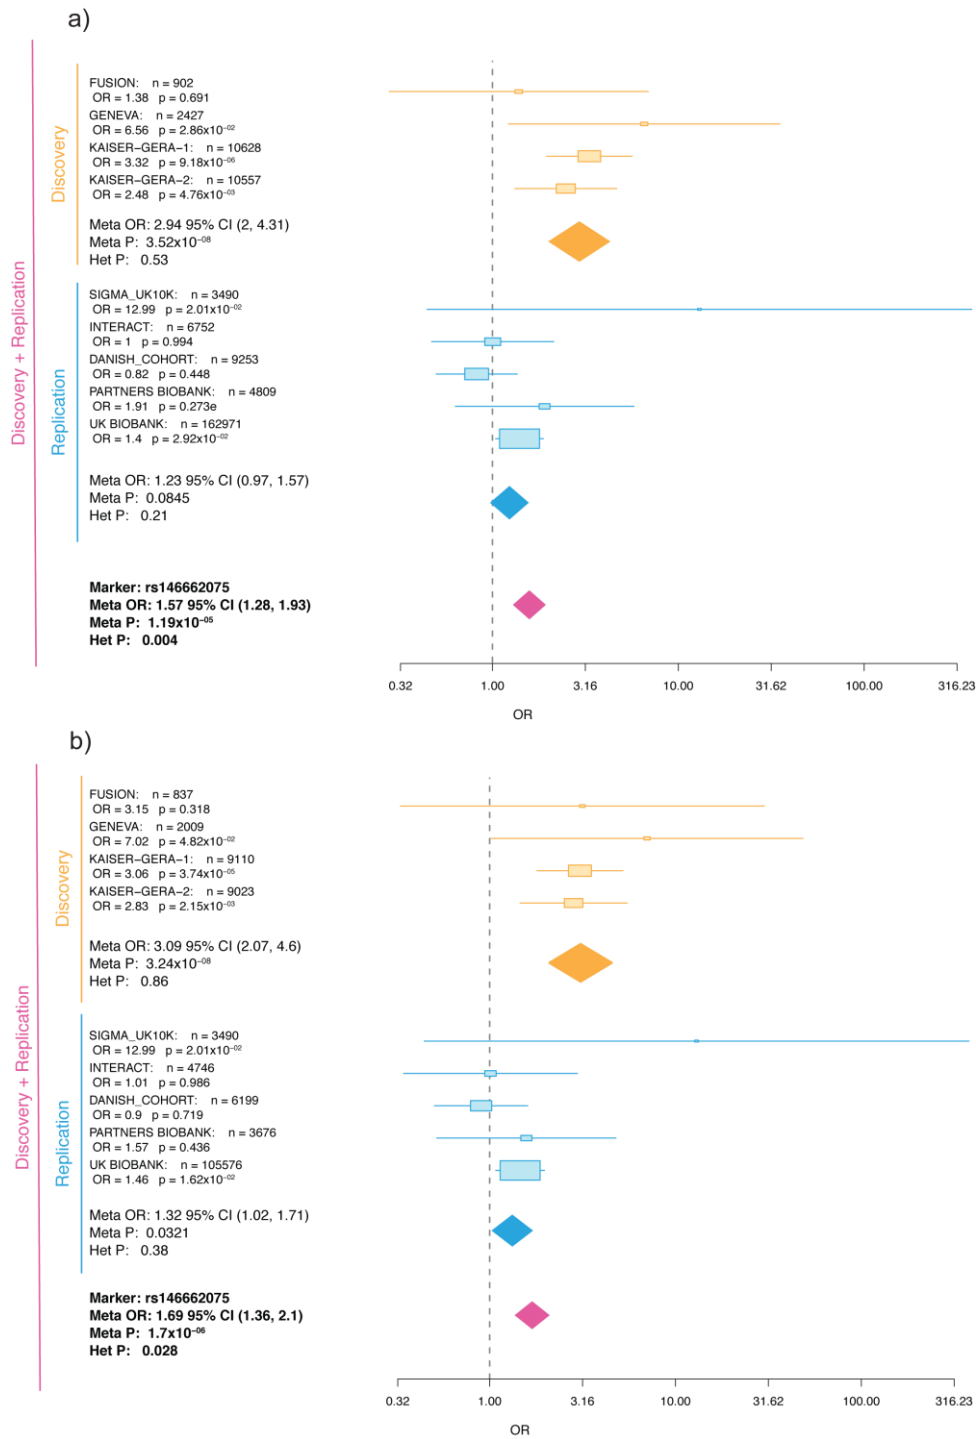 a)
Discovery + Replication
Discovery
FUSION: n = 902
OR = 1.38 p = 0.691
GENEVA: n = 2427
OR = 6.56 p = 2.86x10⁻⁰²
KAISER−GERA−1: n = 10628
OR = 3.32 p = 9.18x10⁻⁰⁶
KAISER−GERA−2: n = 10557
OR = 2.48 p = 4.76x10⁻⁰³
Meta OR: 2.94 95% CI (2, 4.31)
Meta P: 3.52x10⁻⁰⁸
Het P: 0.53
Replication
SIGMA_UK10K: n = 3490
OR = 12.99 p = 2.01x10⁻⁰²
INTERACT: n = 6752
OR = 1 p = 0.994
DANISH_COHORT: n = 9253
OR = 0.82 p = 0.448
PARTNERS BIOBANK: n = 4809
OR = 1.91 p = 0.273e
UK BIOBANK: n = 162971
OR = 1.4 p = 2.92x10⁻⁰²
Meta OR: 1.23 95% CI (0.97, 1.57)
Meta P: 0.0845
Het P: 0.21
Marker: rs146662075
Meta OR: 1.57 95% CI (1.28, 1.93)
Meta P: 1.19x10⁻⁰⁵
Het P: 0.004
0.32 1.00 3.16 10.00 31.62 100.00 316.23
OR
b)
Discovery + Replication
Discovery
FUSION: n = 837
OR = 3.15 p = 0.318
GENEVA: n = 2009
OR = 7.02 p = 4.82x10⁻⁰²
KAISER−GERA−1: n = 9110
OR = 3.06 p = 3.74x10⁻⁰⁵
KAISER−GERA−2: n = 9023
OR = 2.83 p = 2.15x10⁻⁰³
Meta OR: 3.09 95% CI (2.07, 4.6)
Meta P: 3.24x10⁻⁰⁸
Het P: 0.86
Replication
SIGMA_UK10K: n = 3490
OR = 12.99 p = 2.01x10⁻⁰²
INTERACT: n = 4746
OR = 1.01 p = 0.986
DANISH_COHORT: n = 6199
OR = 0.9 p = 0.719
PARTNERS BIOBANK: n = 3676
OR = 1.57 p = 0.436
UK BIOBANK: n = 105576
OR = 1.46 p = 1.62x10⁻⁰²
Meta OR: 1.32 95% CI (1.02, 1.71)
Meta P: 0.0321
Het P: 0.38
Marker: rs146662075
Meta OR: 1.69 95% CI (1.36, 2.1)
Meta P: 1.7x10⁻⁰⁶
Het P: 0.028
0.32 1.00 3.16 10.00 31.62 100.00 316.23
OR